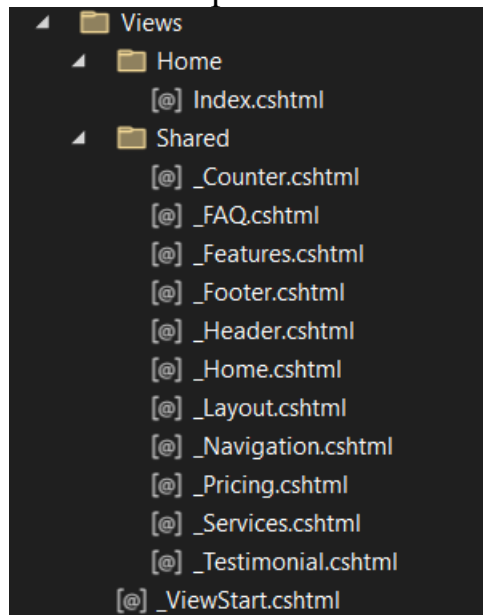 Views
Home
[@] Index.cshtml
Shared
[@] _Counter.cshtml
[@] _FAQ.cshtml
[@] _Features.cshtml
[@] _Footer.cshtml
[@] _Header.cshtml
[@] _Home.cshtml
[@] _Layout.cshtml
[@] _Navigation.cshtml
[@] _Pricing.cshtml
[@] _Services.cshtml
[@] _Testimonial.cshtml
[@] _ViewStart.cshtml